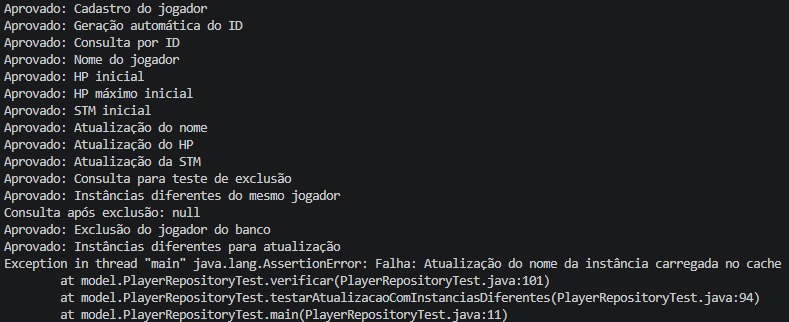 Aprovado: Cadastro do jogador
Aprovado: Geração automática do ID
Aprovado: Consulta por ID
Aprovado: Nome do jogador
Aprovado: HP inicial
Aprovado: HP máximo inicial
Aprovado: STM inicial
Aprovado: Atualização do nome
Aprovado: Atualização do HP
Aprovado: Atualização da STM
Aprovado: Consulta para teste de exclusão
Aprovado: Instâncias diferentes do mesmo jogador
Consulta após exclusão: null
Aprovado: Exclusão do jogador do banco
Aprovado: Instâncias diferentes para atualização
Exception in thread "main" java.lang.AssertionError: Falha: Atualização do nome da instância carregada no cache
        at model.PlayerRepositoryTest.verificar(PlayerRepositoryTest.java:101)
        at model.PlayerRepositoryTest.testarAtualizacaoComInstanciasDiferentes(PlayerRepositoryTest.java:94)
        at model.PlayerRepositoryTest.main(PlayerRepositoryTest.java:11)